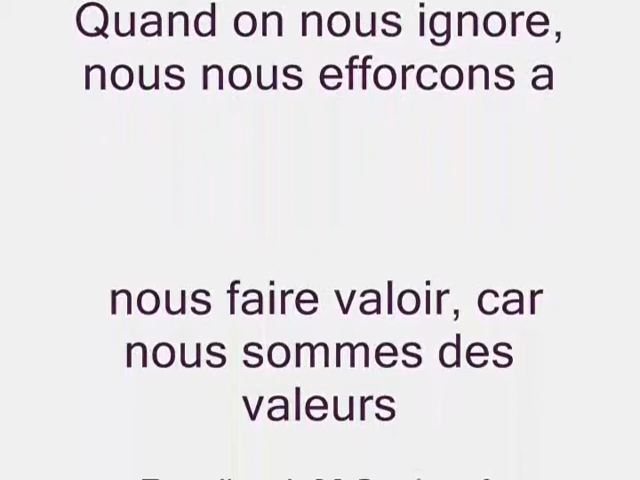 Quand on nous ignore,
nous nous efforcons a
nous faire valoir, car
nous sommes des
valeurs